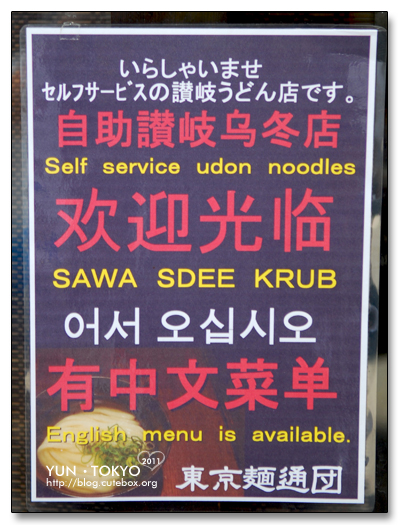 いらしゃいませ
セルフサービスの讃岐うどん店です。
自助讃岐乌冬店
Self service udon noodles
欢迎光临
SAWA SDEE KRUB
어서 오십시오
有中文菜单
English menu is available.
YUN・TOKYO 2011
http://blog.cutebox.org
東京麺通団